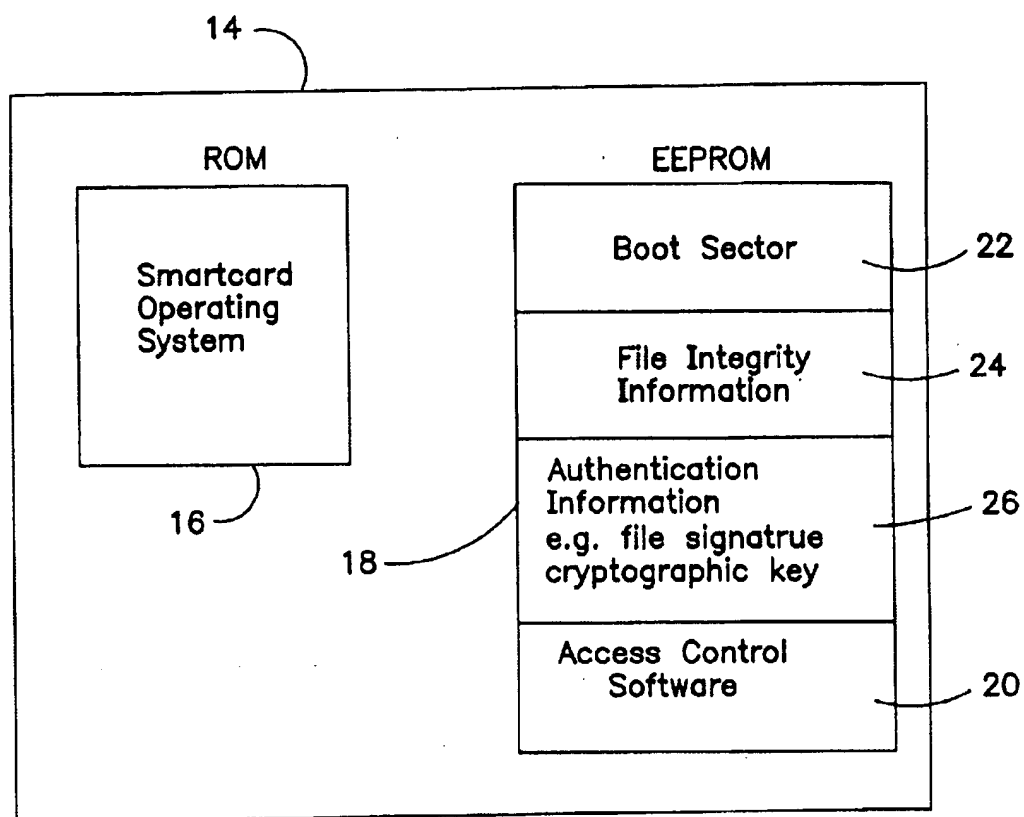 14
ROM
EEPROM
Smartcard
Operating
System
16
18
Boot Sector
22
File Integrity
Information
24
Authentication
Information
e.g. file signatrue
cryptographic key
26
Access Control
Software
20